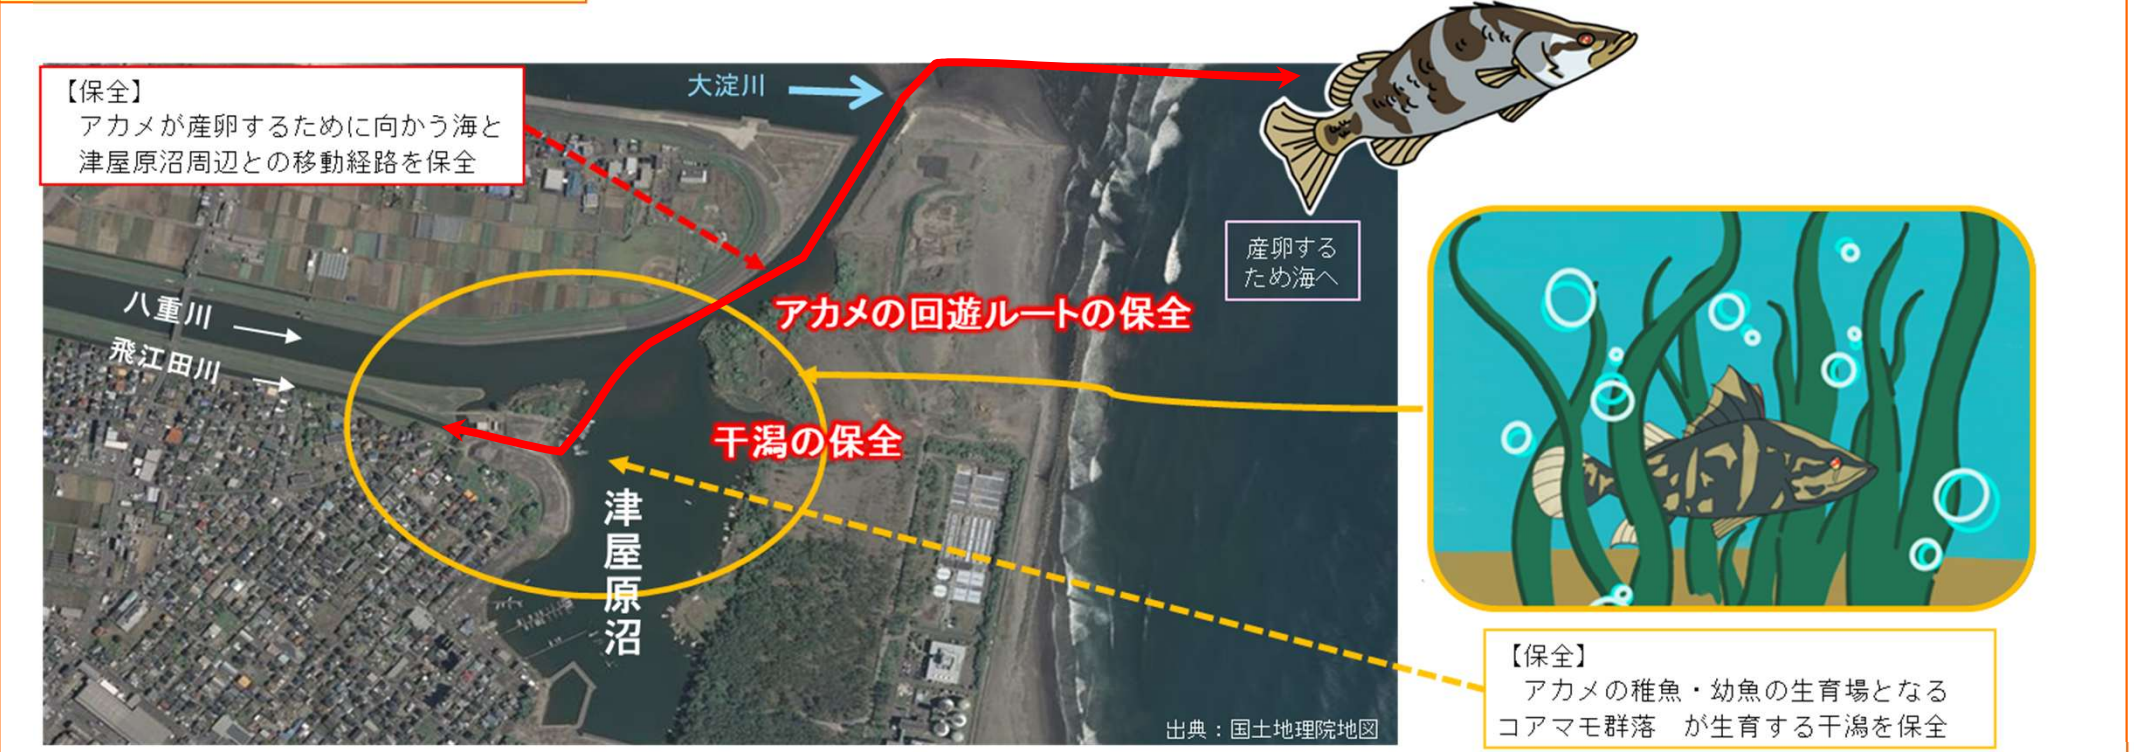 【保全】
アカメが産卵するために向かう海と
津屋原沼周辺との移動経路を保全
大淀川
産卵する
ため海へ
八重川
飛江田川
アカメの回遊ルートの保全
干潟の保全
津屋原沼
【保全】
アカメの稚魚・幼魚の生育場となる
コアマモ群落　が生育する干潟を保全
出典：国土地理院地図